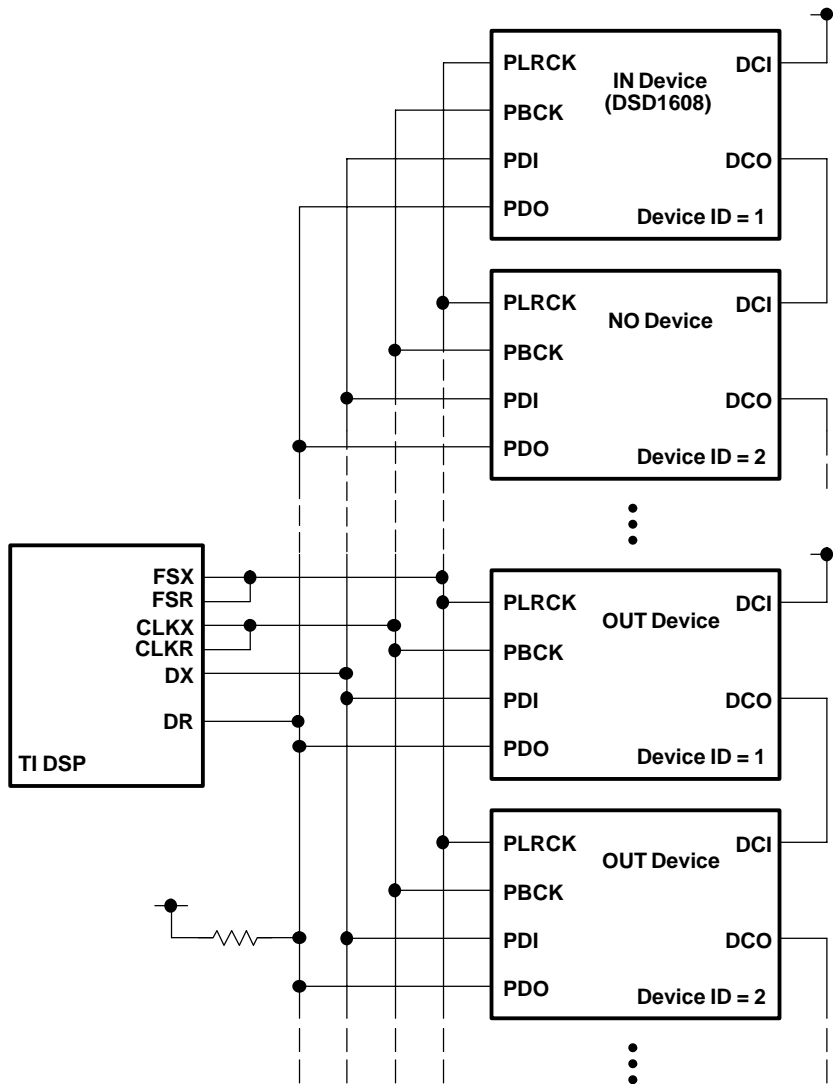 PLRCK
IN Device
(DSD1608)
DCI
PBCK
PDI
DCO
PDO
Device ID = 1
PLRCK
NO Device
DCI
PBCK
PDI
DCO
PDO
Device ID = 2
FSX
FSR
CLKX
CLKR
DX
DR
TI DSP
PLRCK
OUT Device
DCI
PBCK
PDI
DCO
PDO
Device ID = 1
PLRCK
OUT Device
DCI
PBCK
PDI
DCO
PDO
Device ID = 2